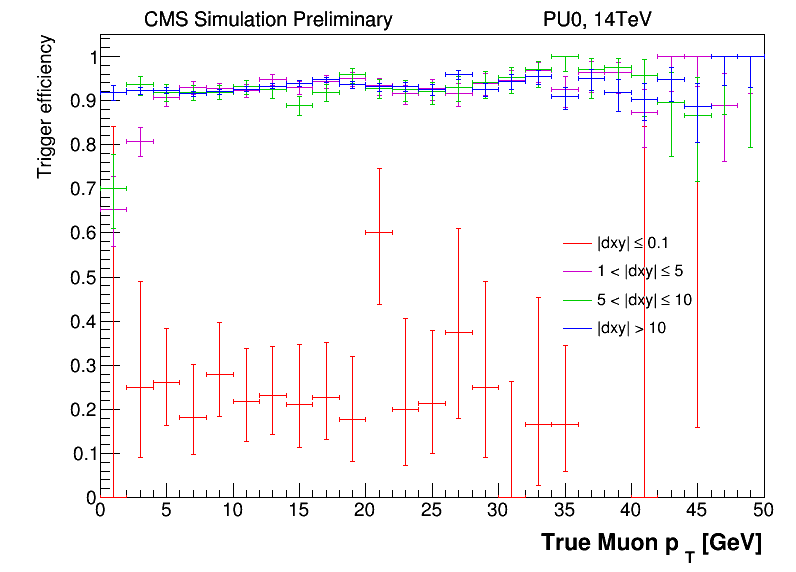 CMS Simulation Preliminary PU0, 14TeV
Trigger efficiency
1
0.9
0.8
0.7
0.6
0.5
0.4
0.3
0.2
0.1
0
|dxy| ≤ 0.1
1 < |dxy| ≤ 5
5 < |dxy| ≤ 10
|dxy| > 10
0 5 10 15 20 25 30 35 40 45 50
True Muon p T [GeV]